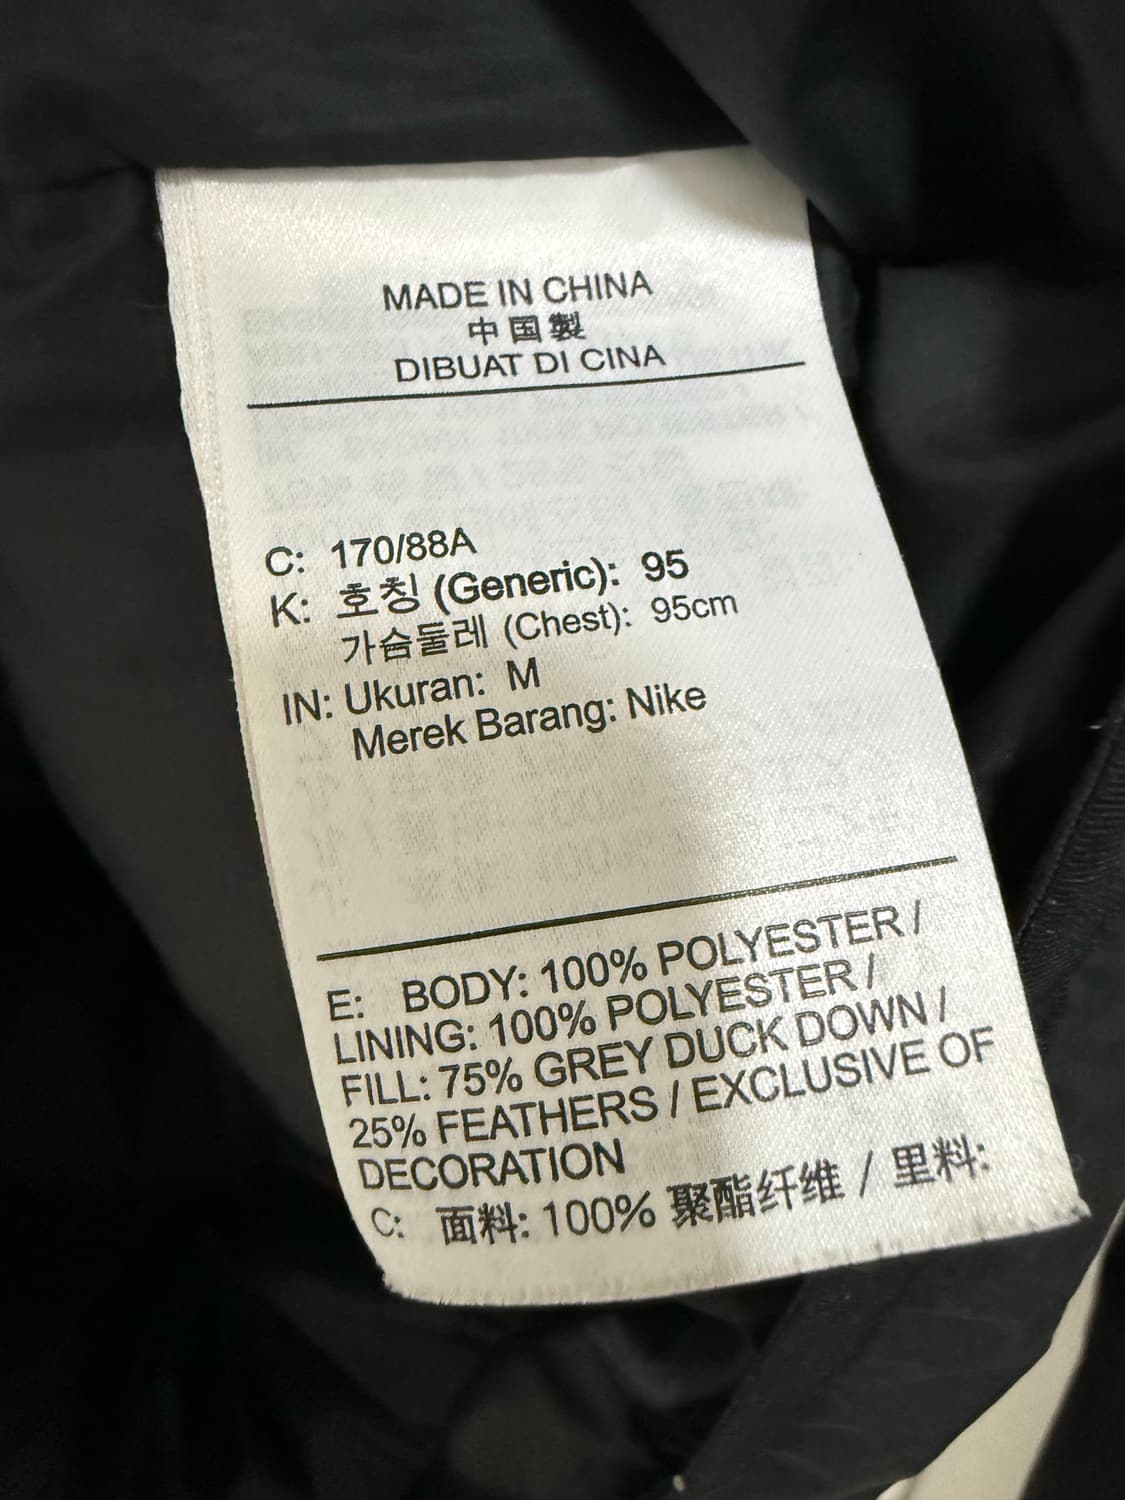 MADE IN CHINA
中国製
DIBUAT DI CINA
C: 170/88A
K: 호칭 (Generic): 95
가슴둘레 (Chest): 95cm
IN: Ukuran: M
Merek Barang: Nike
E: BODY: 100% POLYESTER /
LINING: 100% POLYESTER /
FILL: 75% GREY DUCK DOWN /
25% FEATHERS / EXCLUSIVE OF
DECORATION
C: 面料: 100% 聚酯纤维 / 里料: